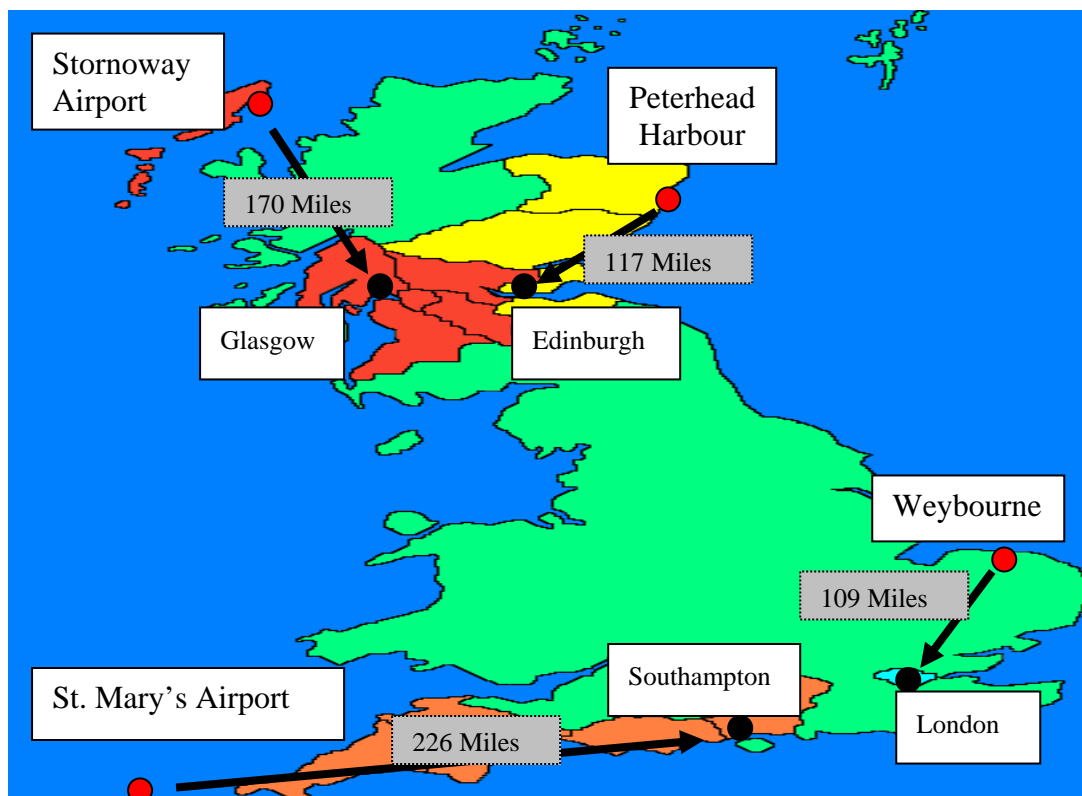 Stornoway
Airport
Peterhead
Harbour
170 Miles
117 Miles
Glasgow
Edinburgh
Weybourne
109 Miles
Southampton
St. Mary's Airport
London
226 Miles